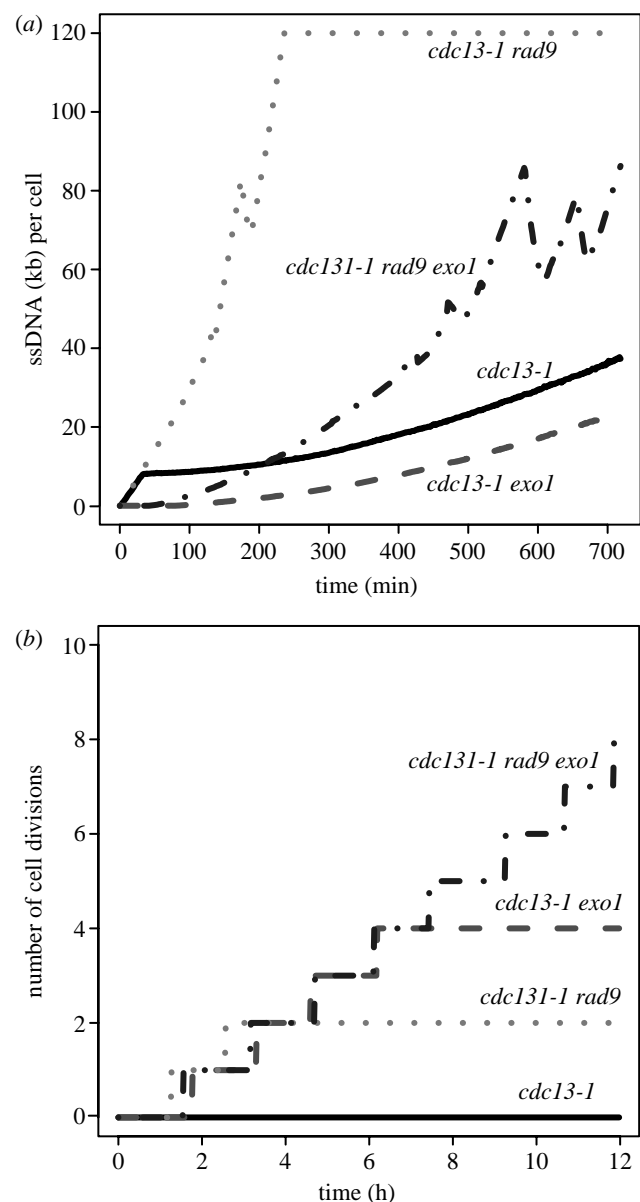 (a)
120
100
80
60
40
20
0
ssDNA (kb) per cell
cdc13-1 rad9
cdc131-1 rad9 exo1
cdc13-1
cdc13-1 exo1
0 100 200 300 400 500 600 700
time (min)
(b)
10
8
6
4
2
0
number of cell divisions
cdc131-1 rad9 exo1
cdc13-1 exo1
cdc131-1 rad9
cdc13-1
0 2 4 6 8 10 12
time (h)